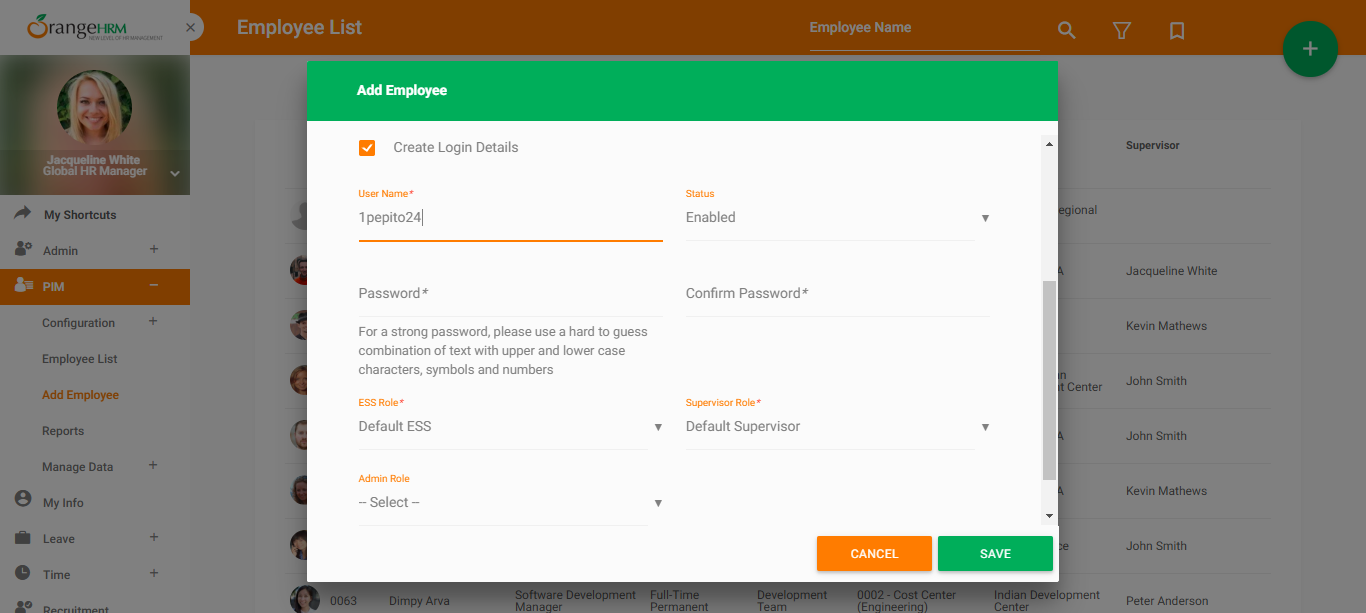 OrangeHRM
NEW LEVEL OF HR MANAGEMENT
Employee List
Employee Name
Jacqueline White
Global HR Manager
My Shortcuts
Admin
PIM
Configuration
Employee List
Add Employee
Reports
Manage Data
My Info
Leave
Time
Recruitment
Add Employee
Create Login Details
User Name*
1pepito24
Status
Enabled
Password*
Confirm Password*
For a strong password, please use a hard to guess
combination of text with upper and lower case
characters, symbols and numbers
ESS Role*
Default ESS
Supervisor Role*
Default Supervisor
Admin Role
-- Select --
CANCEL
SAVE
Supervisor
egional
A
Jacqueline White
Kevin Mathews
n
t Center
John Smith
A
John Smith
A
Kevin Mathews
ce
John Smith
0063
Dimpy Arva
Software Development
Manager
Full-Time
Permanent
Development
Team
0002 - Cost Center
(Engineering)
Indian Development
Center
Peter Anderson